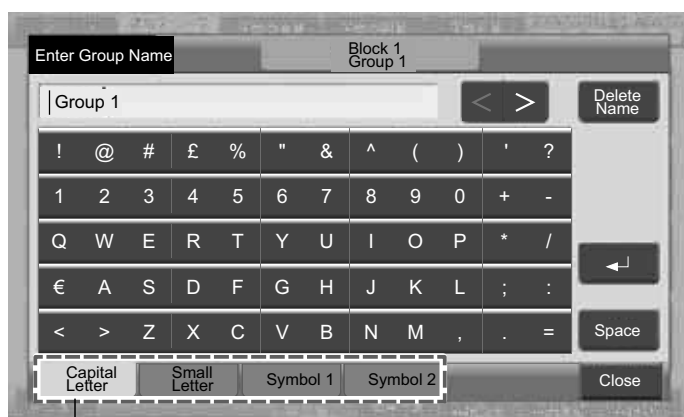 Enter Group Name
Block 1
Group 1
Group 1
< >
Delete
Name
! @ # £ % " & ^ ( ) ' ?
1 2 3 4 5 6 7 8 9 0 + -
Q W E R T Y U I O P * /
€ A S D F G H J K L ; :
< > Z X C V B N M , . =
Space
Capital
Letter
Small
Letter
Symbol 1
Symbol 2
Close